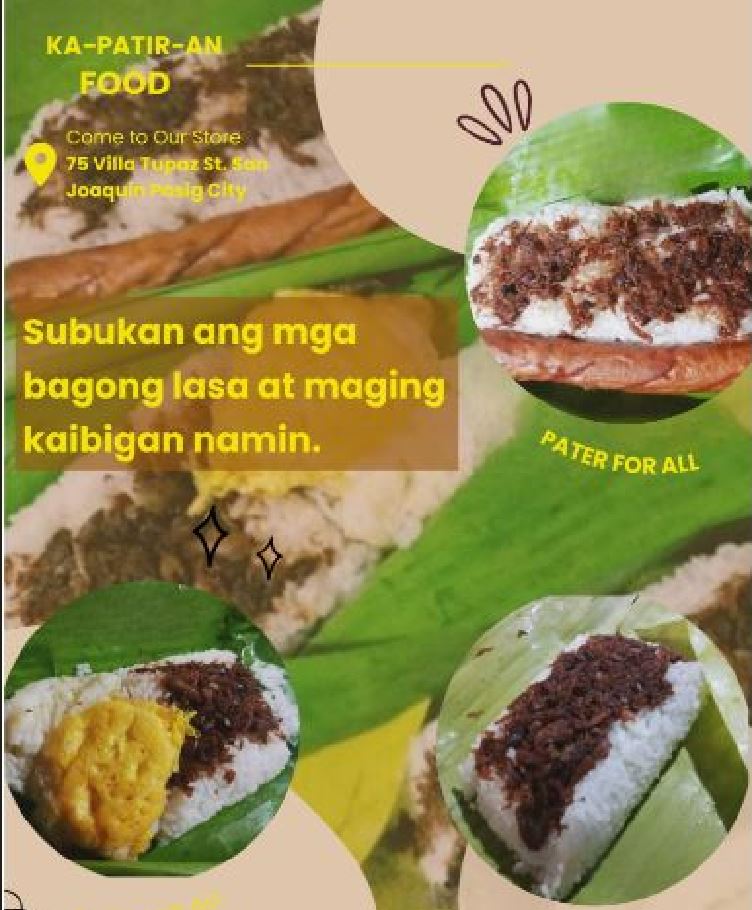 KA-PATIR-AN
FOOD
Come to Our Store
75 Villa Tupaz St. San
Joaquin Pasig City
Subukan ang mga
bagong lasa at maging
kaibigan namin.
PATER FOR ALL